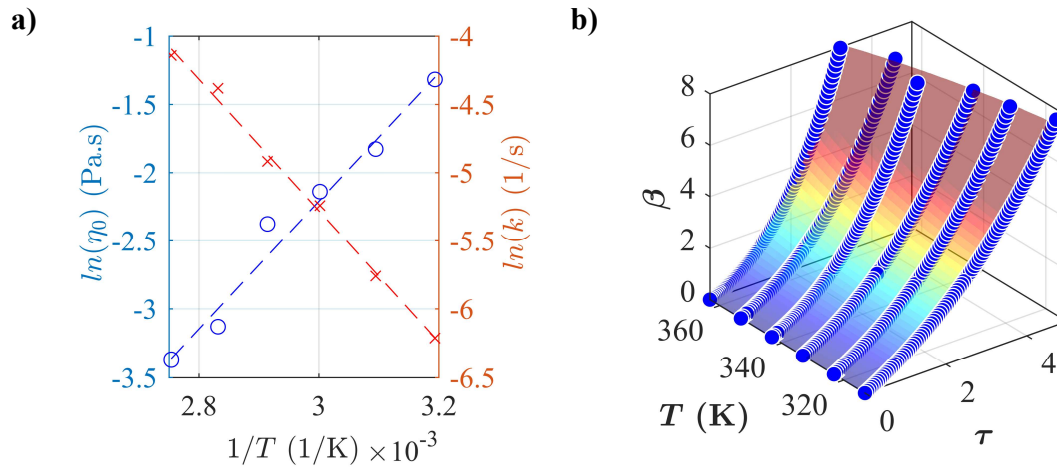 a)
-1
-1.5
-2
-2.5
-3
-3.5
ln(η₀) (Pa.s)
-4
-4.5
-5
-5.5
-6
-6.5
ln(k) (1/s)
2.8 3 3.2
1/T (1/K) ×10⁻³
b)
8
6
4
2
0
β
360
340
320
T (K)
0
2
4
τ